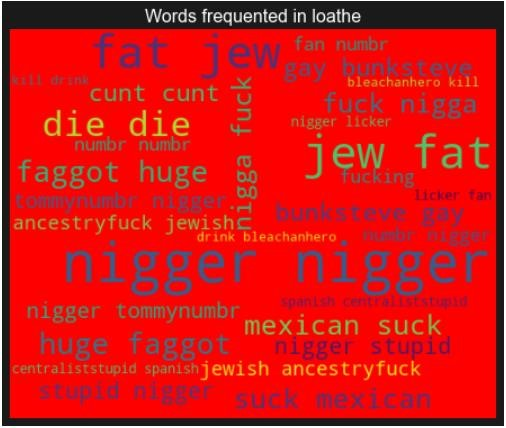 Words frequented in loathe
fat jew
fan numbr
gay bunksteve
kill drink
bleachanhero kill
cunt cunt
nigga fuck
fuck nigga
die die
nigger licker
numbr numbr
jew fat
faggot huge
fucking
licker fan
tommynumbr nigger
bunksteve gay
ancestryfuck jewish
drink bleachanhero
numbr nigger
nigger nigger
spanish centraliststupid
nigger tommynumbr
mexican suck
huge faggot
nigger stupid
centraliststupid spanish
jewish ancestryfuck
stupid nigger
suck mexican